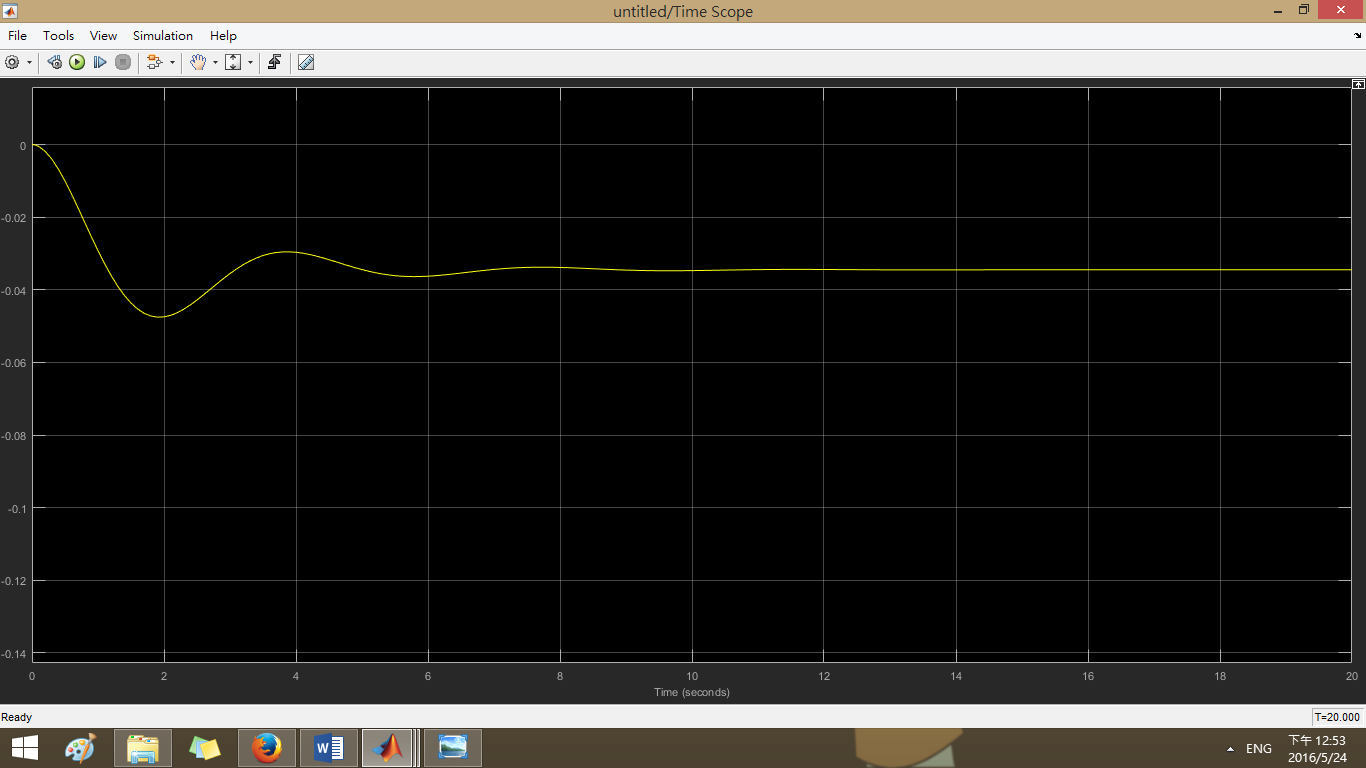 untitled/Time Scope
File Tools View Simulation Help
0
-0.02
-0.04
-0.06
-0.08
-0.1
-0.12
-0.14
0 2 4 6 8 10 12 14 16 18 20
Time (seconds)
Ready T=20.000
ENG 下午 12:53
2016/5/24